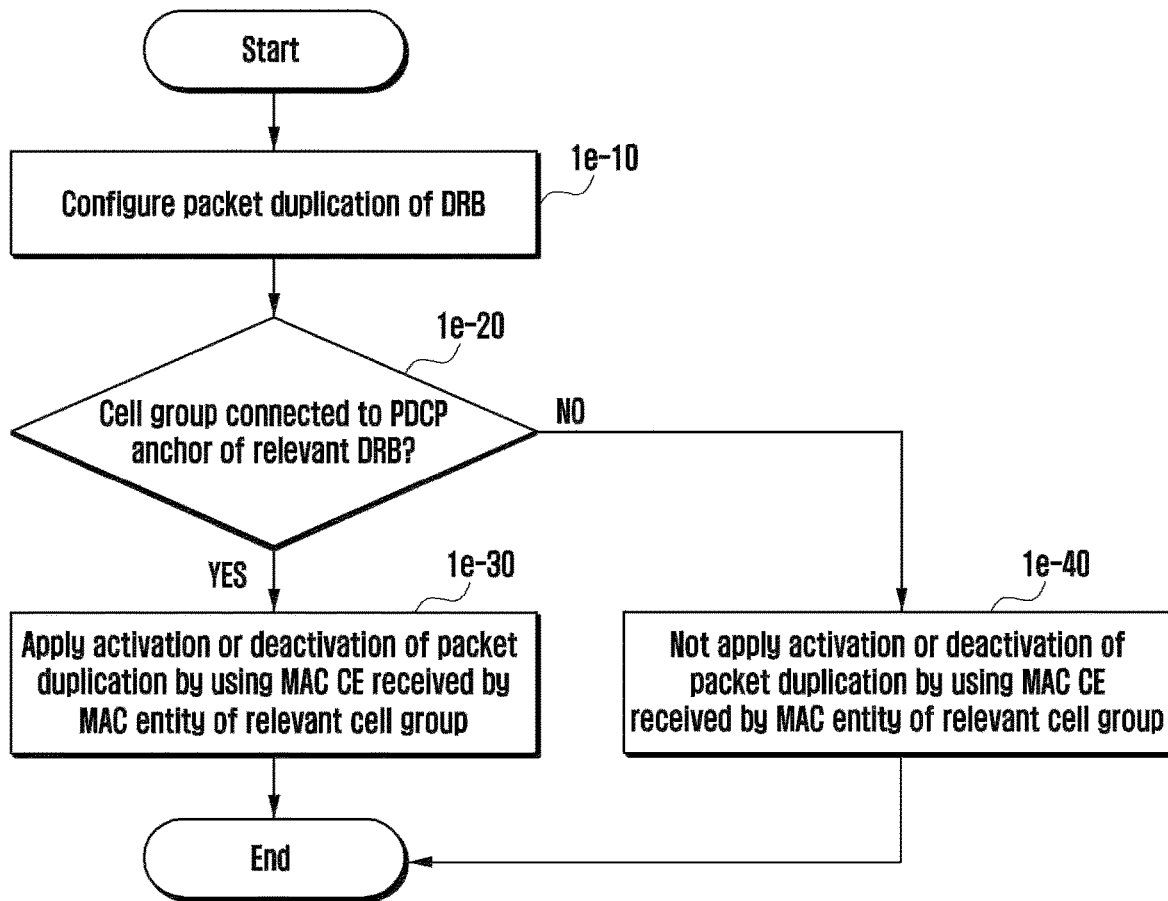 Start
1e-10
Configure packet duplication of DRB
1e-20
Cell group connected to PDCP
anchor of relevant DRB?
NO
YES
1e-30
Apply activation or deactivation of packet
duplication by using MAC CE received by
MAC entity of relevant cell group
1e-40
Not apply activation or deactivation of
packet duplication by using MAC CE
received by MAC entity of relevant cell group
End